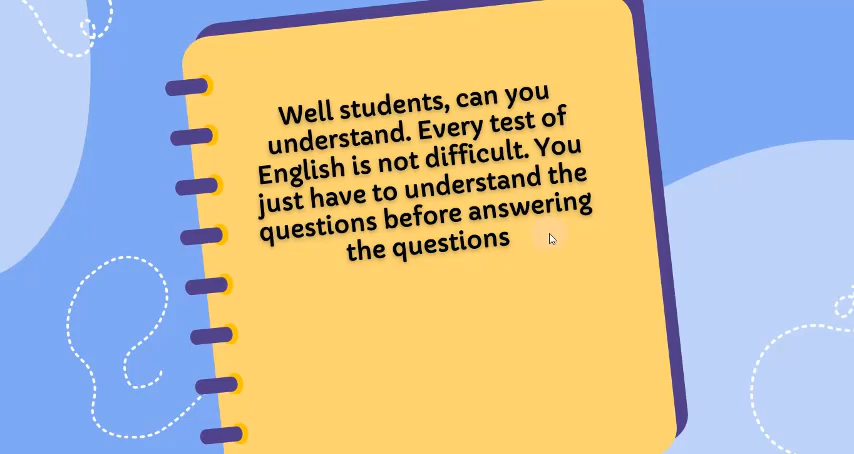 Well students, can you
understand. Every test of
English is not difficult. You
just have to understand the
questions before answering
the questions